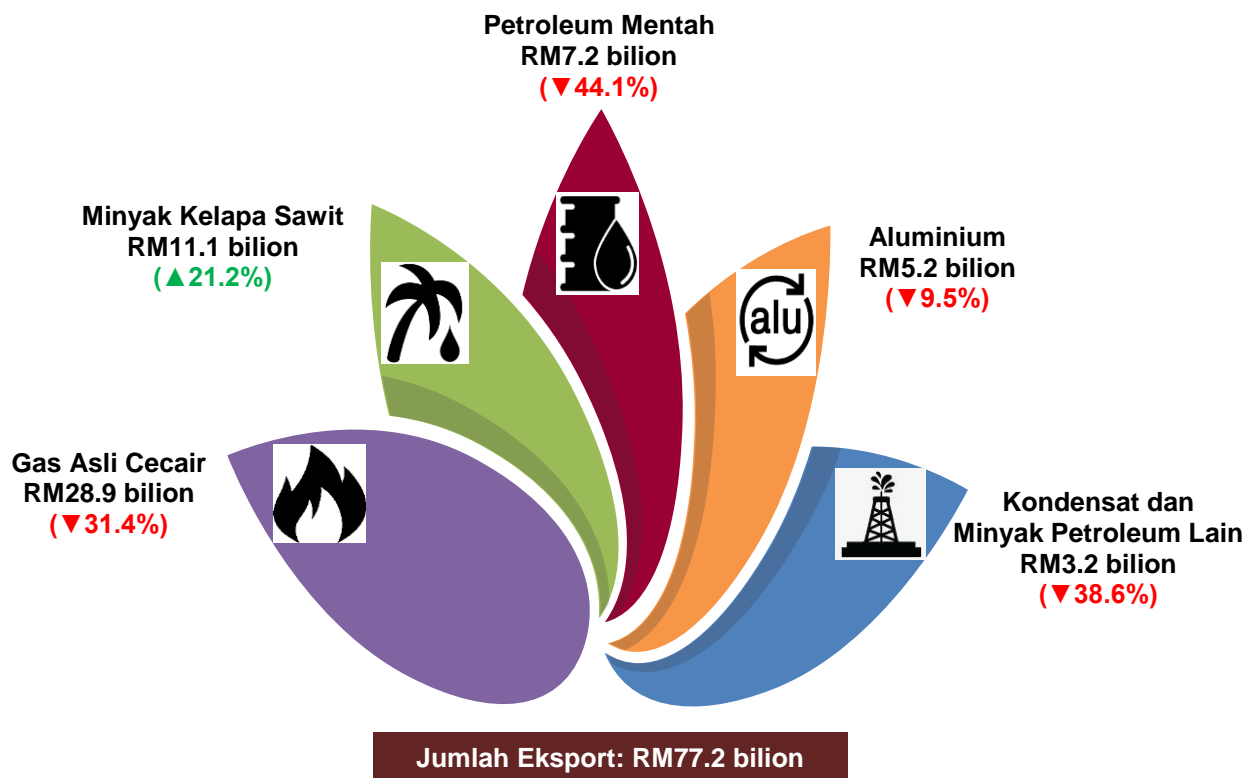 Petroleum Mentah
RM7.2 bilion
(▼44.1%)
Minyak Kelapa Sawit
RM11.1 bilion
(▲21.2%)
Aluminium
RM5.2 bilion
(▼9.5%)
alu
Gas Asli Cecair
RM28.9 bilion
(▼31.4%)
Kondensat dan
Minyak Petroleum Lain
RM3.2 bilion
(▼38.6%)
Jumlah Eksport: RM77.2 bilion